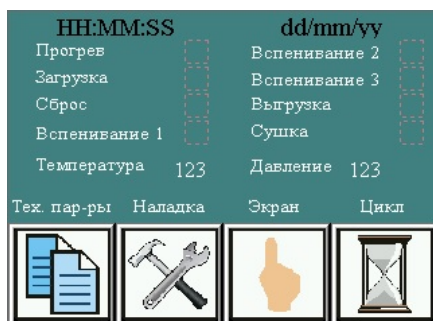 HH:MM:SS dd/mm/yy
Прогрев Вспенивание 2
Загрузка Вспенивание 3
Сброс Выгрузка
Вспенивание 1 Сушка
Температура 123 Давление 123
Тех. пар-ры Наладка Экран Цикл